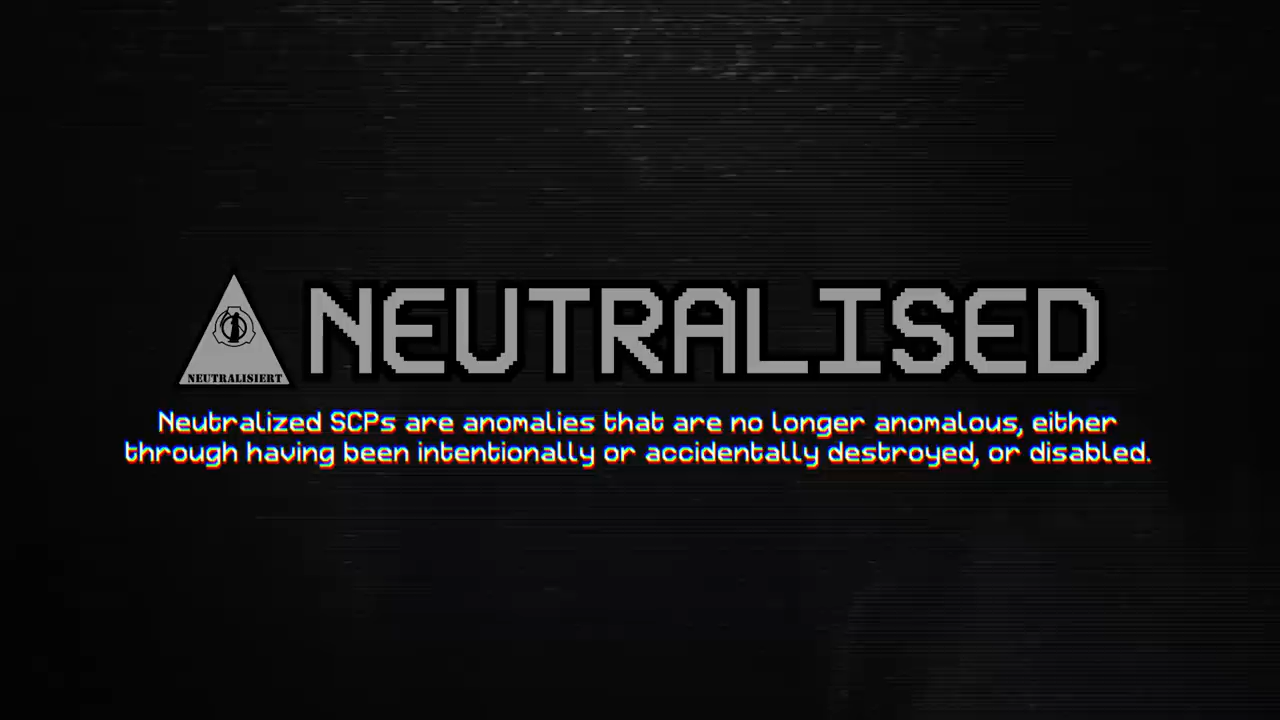 NEUTRALISED
NEUTRALISIERT
Neutralized SCPs are anomalies that are no longer anomalous, either
through having been intentionally or accidentally destroyed, or disabled.